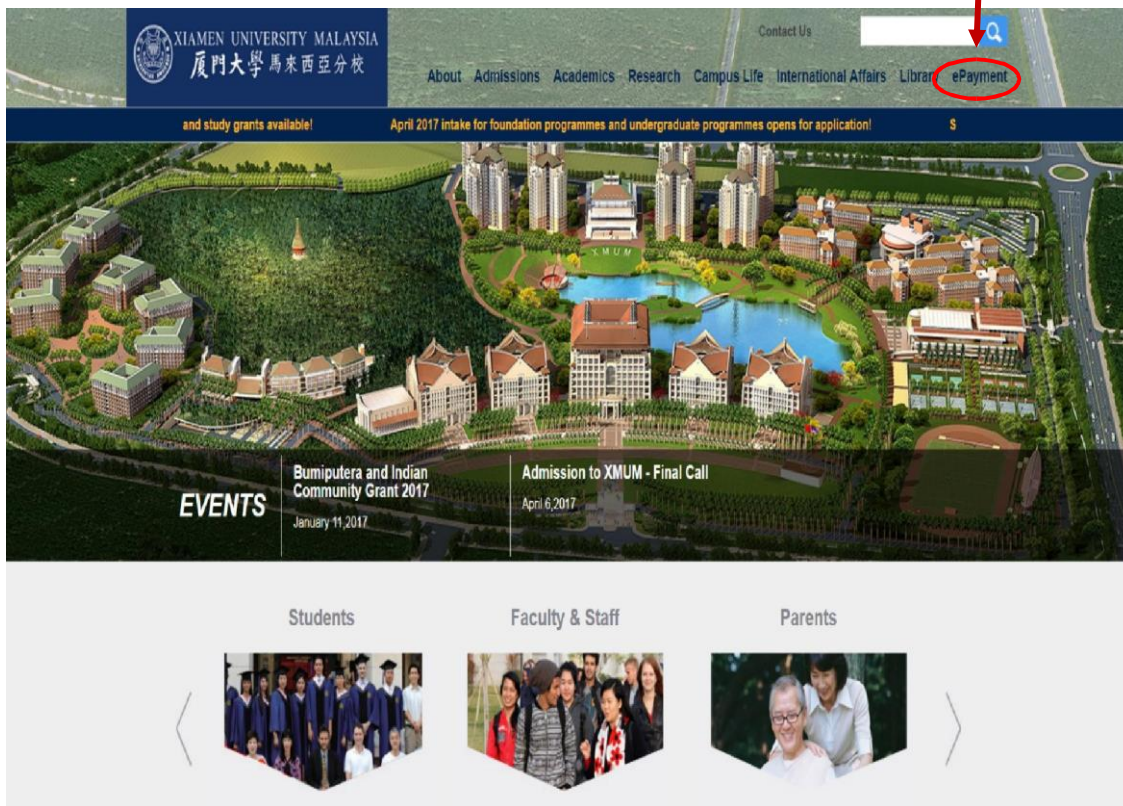 XIAMEN UNIVERSITY MALAYSIA
厦門大學馬來西亞分校
Contact Us
About Admissions Academics Research Campus Life International Affairs Library ePayment
and study grants available! April 2017 intake for foundation programmes and undergraduate programmes opens for application! S
XMUM
EVENTS
Bumiputera and Indian
Community Grant 2017
January 11,2017
Admission to XMUM - Final Call
April 6,2017
Students Faculty & Staff Parents